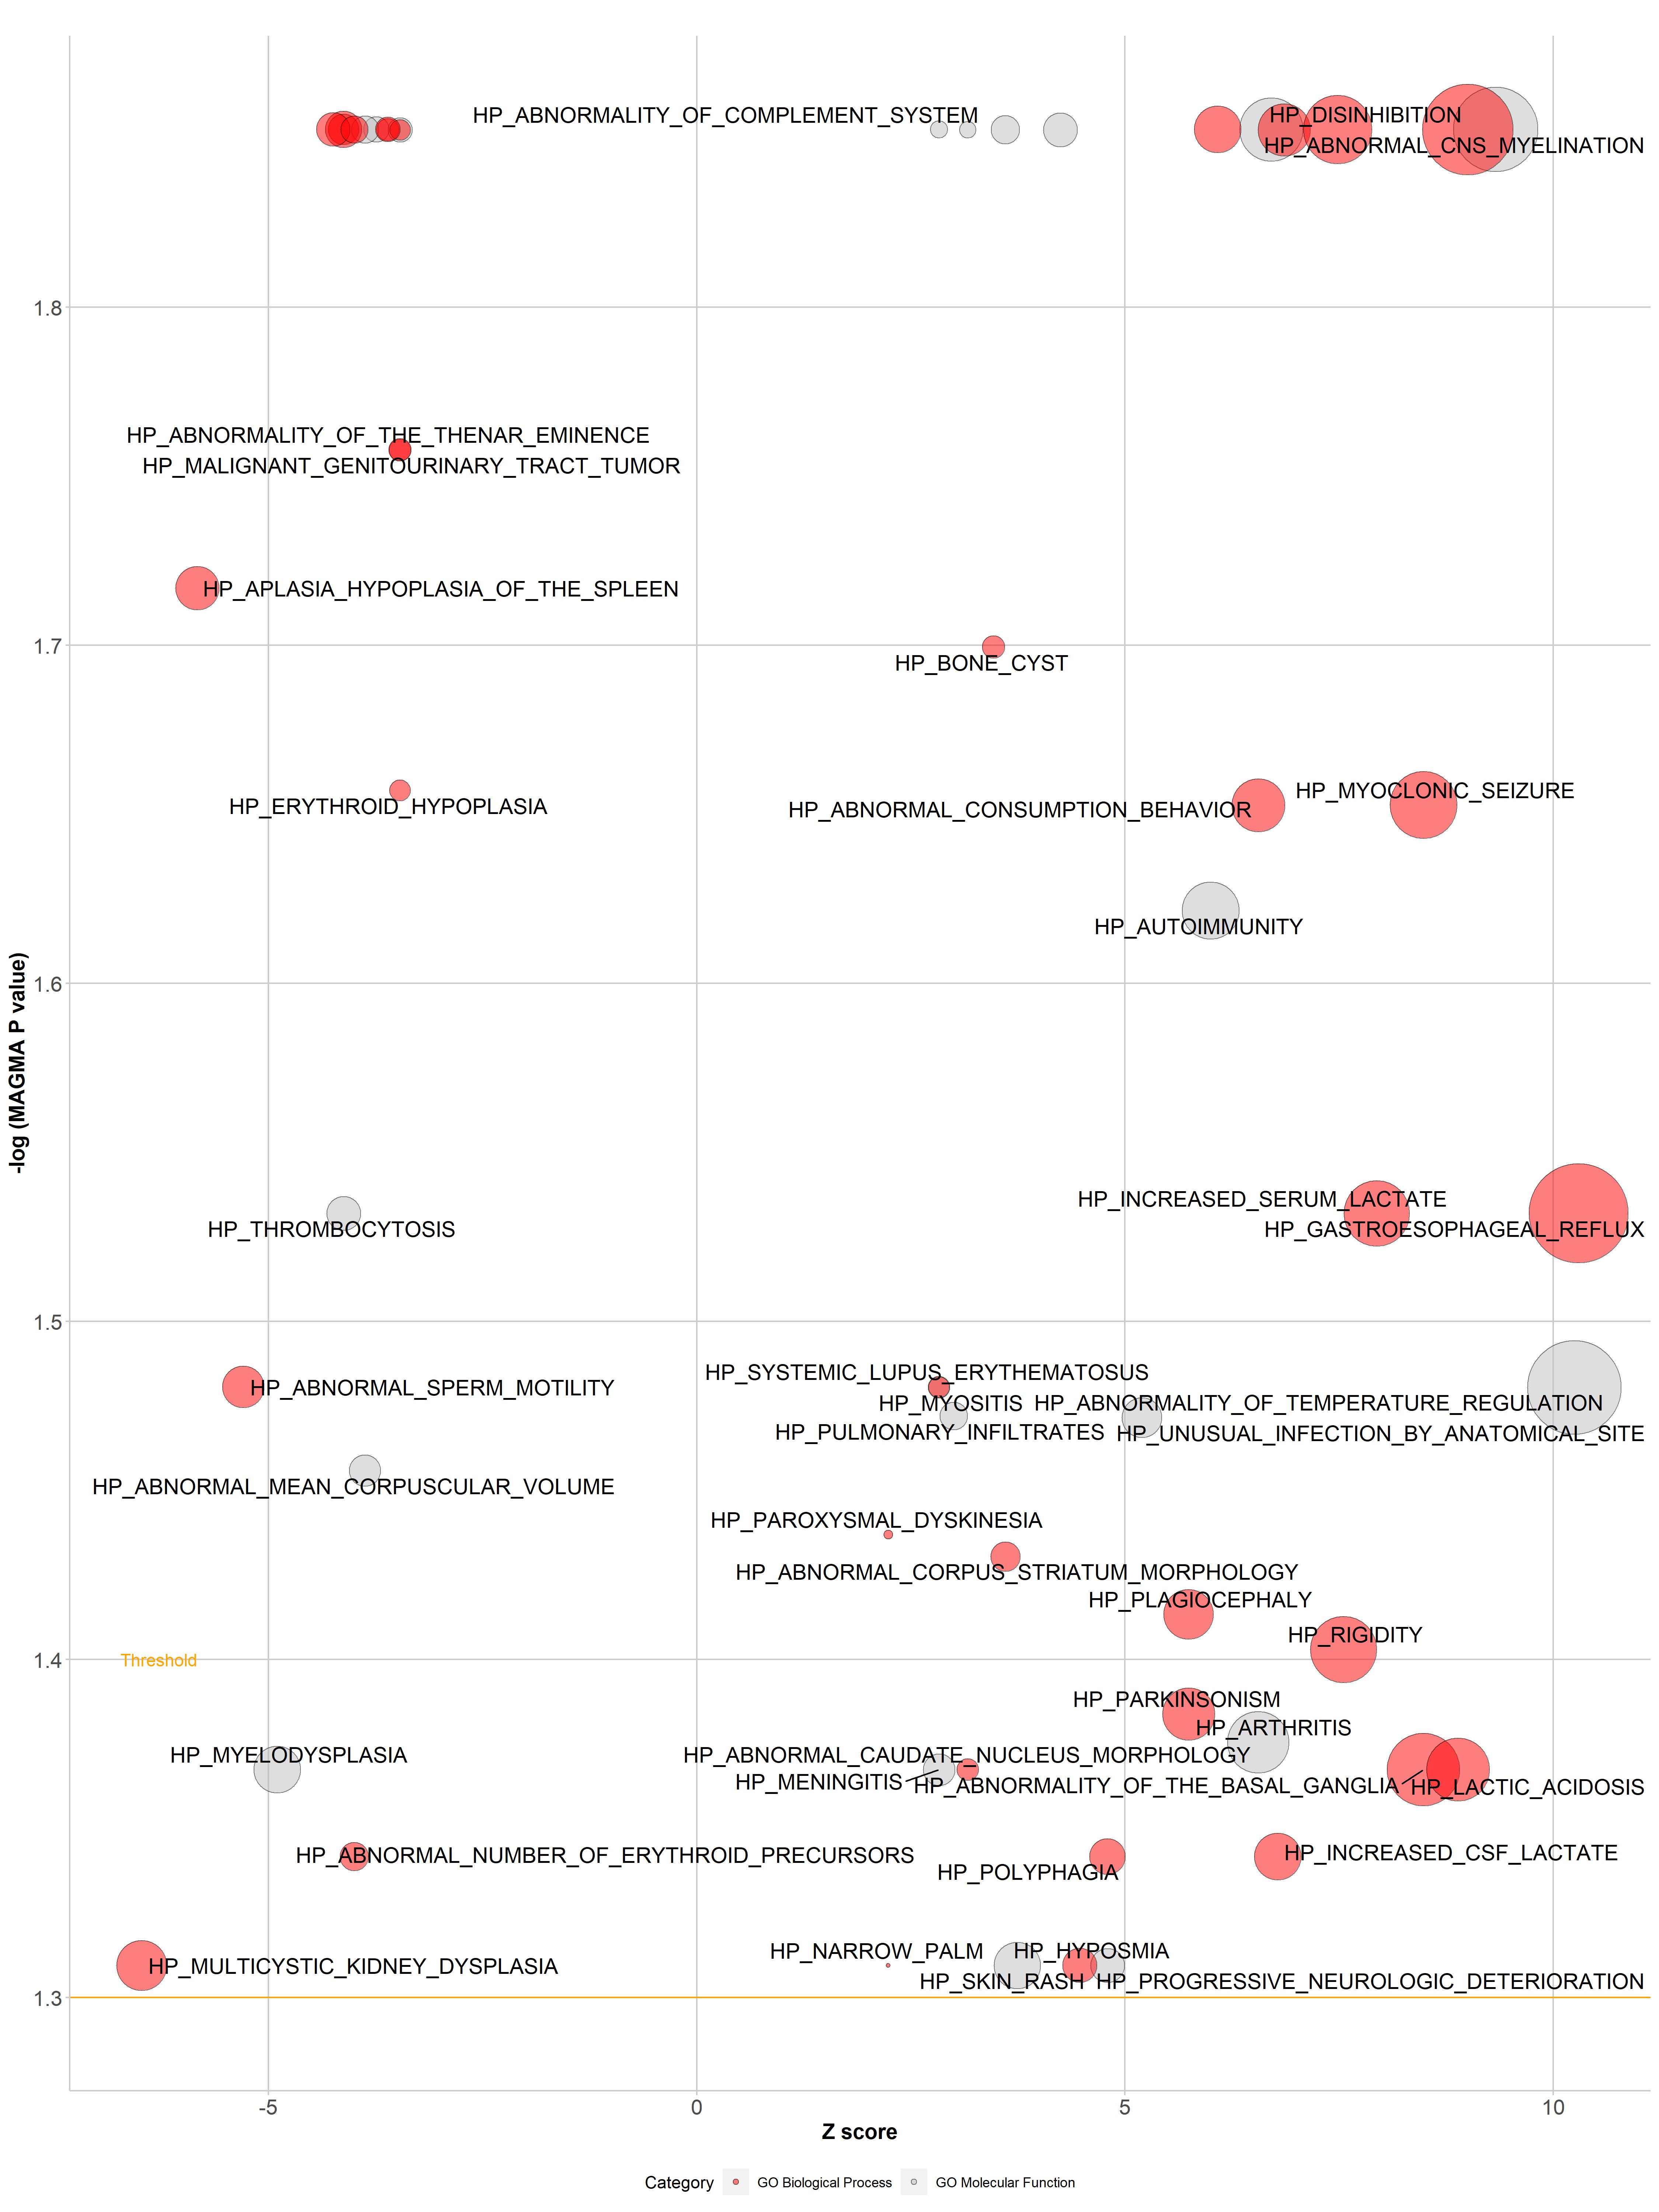 HP_ABNORMALITY_OF_COMPLEMENT_SYSTEM
HP_DISINHIBITION
HP_ABNORMAL_CNS_MYELINATION
1.8
HP_ABNORMALITY_OF_THE_THENAR_EMINENCE
HP_MALIGNANT_GENITOURINARY_TRACT_TUMOR
HP_APLASIA_HYPOPLASIA_OF_THE_SPLEEN
1.7
HP_BONE_CYST
HP_MYOCLONIC_SEIZURE
HP_ERYTHROID_HYPOPLASIA
HP_ABNORMAL_CONSUMPTION_BEHAVIOR
HP_AUTOIMMUNITY
1.6
-log (MAGMA P value)
HP_INCREASED_SERUM_LACTATE
HP_THROMBOCYTOSIS
HP_GASTROESOPHAGEAL_REFLUX
1.5
HP_SYSTEMIC_LUPUS_ERYTHEMATOSUS
HP_ABNORMAL_SPERM_MOTILITY
HP_MYOSITIS
HP_ABNORMALITY_OF_TEMPERATURE_REGULATION
HP_PULMONARY_INFILTRATES
HP_UNUSUAL_INFECTION_BY_ANATOMICAL_SITE
HP_ABNORMAL_MEAN_CORPUSCULAR_VOLUME
HP_PAROXYSMAL_DYSKINESIA
HP_ABNORMAL_CORPUS_STRIATUM_MORPHOLOGY
HP_PLAGIOCEPHALY
HP_RIGIDITY
1.4
Threshold
HP_PARKINSONISM
HP_ARTHRITIS
HP_MYELODYSPLASIA
HP_ABNORMAL_CAUDATE_NUCLEUS_MORPHOLOGY
HP_MENINGITIS
HP_ABNORMALITY_OF_THE_BASAL_GANGLIA
HP_LACTIC_ACIDOSIS
HP_ABNORMAL_NUMBER_OF_ERYTHROID_PRECURSORS
HP_INCREASED_CSF_LACTATE
HP_POLYPHAGIA
HP_NARROW_PALM
HP_HYPOSMIA
HP_MULTICYSTIC_KIDNEY_DYSPLASIA
HP_SKIN_RASH
HP_PROGRESSIVE_NEUROLOGIC_DETERIORATION
1.3
-5 0 5 10
Z score
Category GO Biological Process GO Molecular Function